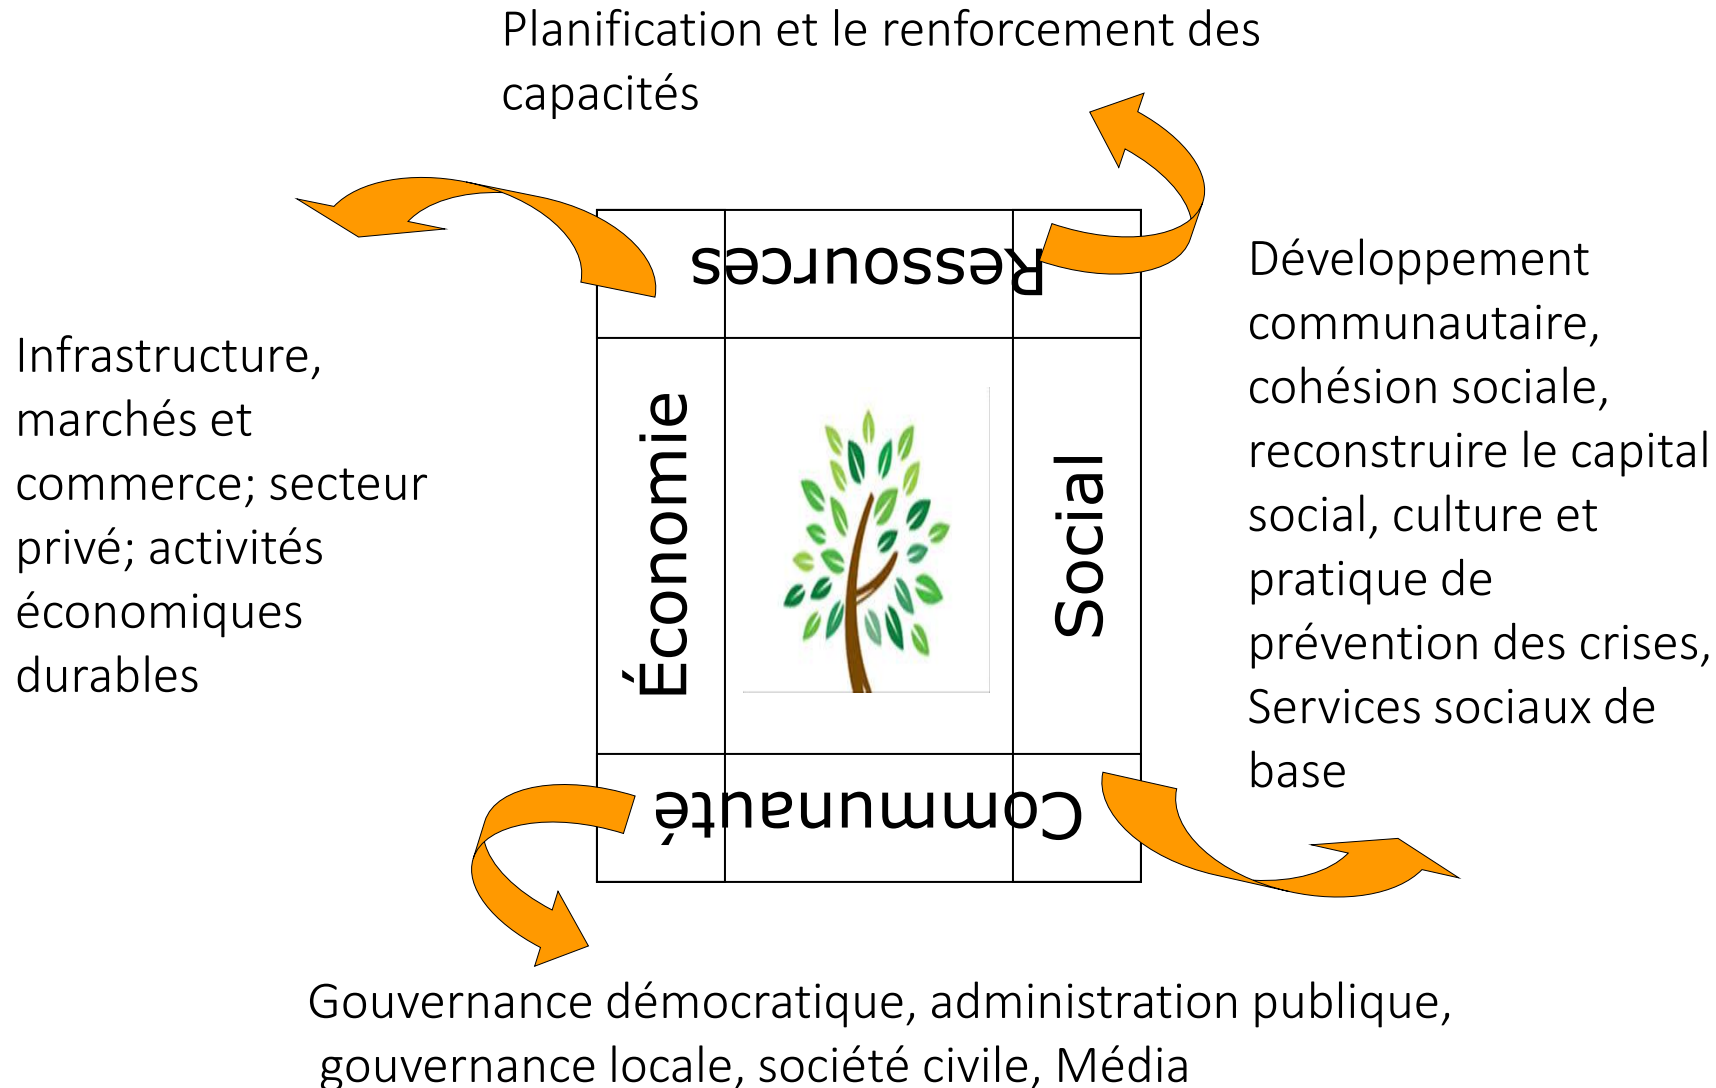 Planification et le renforcement des
capacités
Ressources
Infrastructure,
marchés et
commerce; secteur
privé; activités
économiques
durables
Économie
Social
Développement
communautaire,
cohésion sociale,
reconstruire le capital
social, culture et
pratique de
prévention des crises,
Services sociaux de
base
Communauté
Gouvernance démocratique, administration publique,
gouvernance locale, société civile, Média